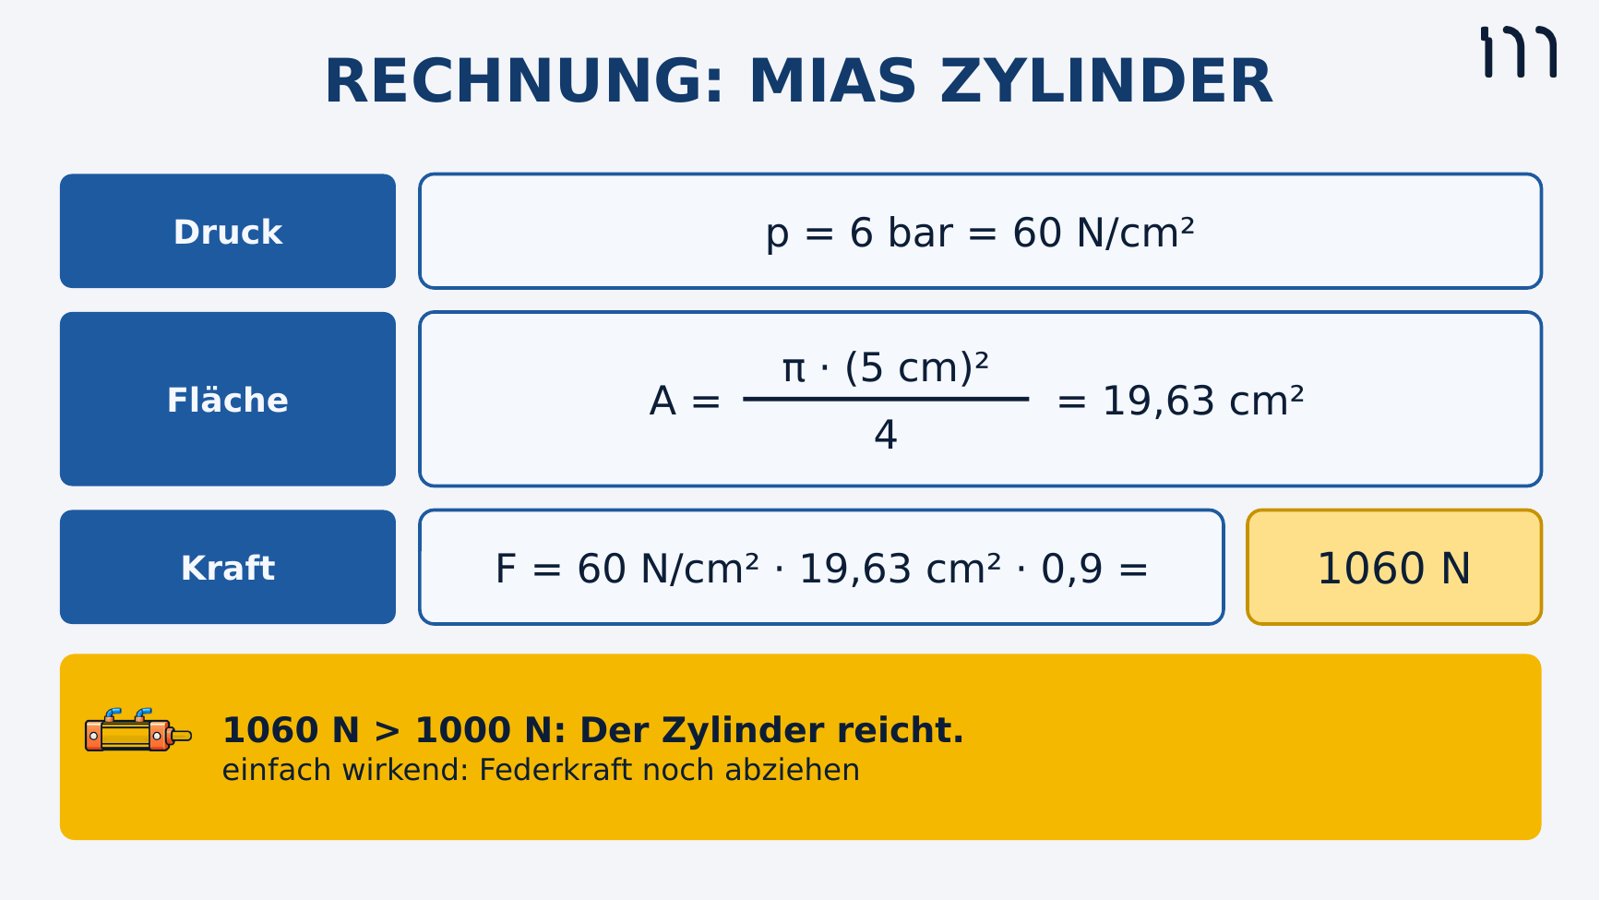 m
RECHNUNG: MIAS ZYLINDER
Druck
p = 6 bar = 60 N/cm²
Fläche
A = π · (5 cm)² / 4 = 19,63 cm²
Kraft
F = 60 N/cm² · 19,63 cm² · 0,9 =
1060 N
1060 N > 1000 N: Der Zylinder reicht.
einfach wirkend: Federkraft noch abziehen